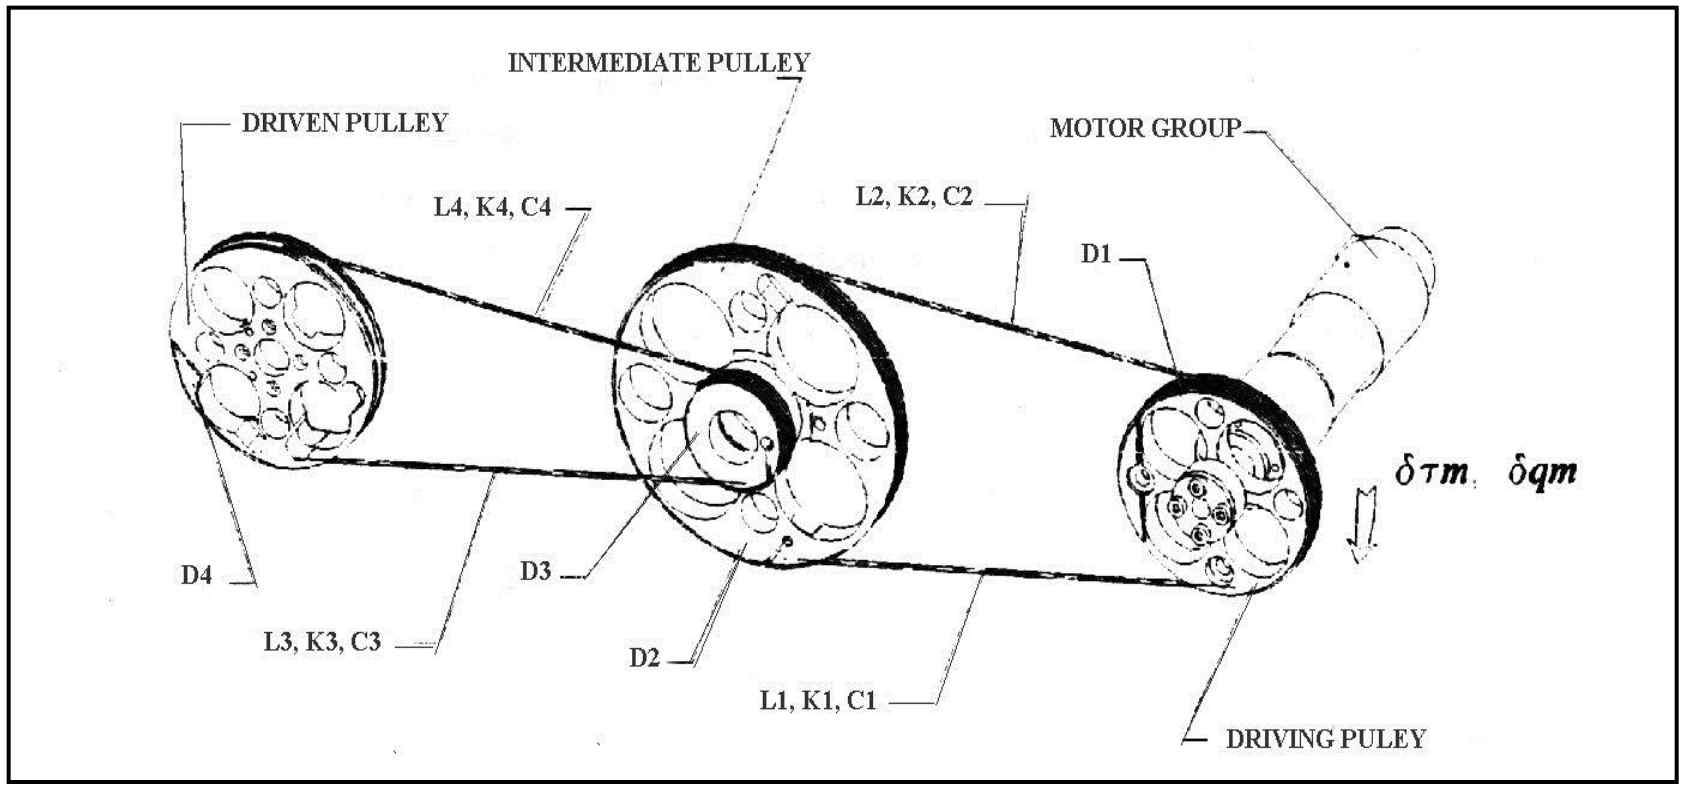 INTERMEDIATE PULLEY
DRIVEN PULLEY
MOTOR GROUP
L4, K4, C4
L2, K2, C2
D1
δτm, δqm
D4
D3
L3, K3, C3
D2
L1, K1, C1
DRIVING PULEY